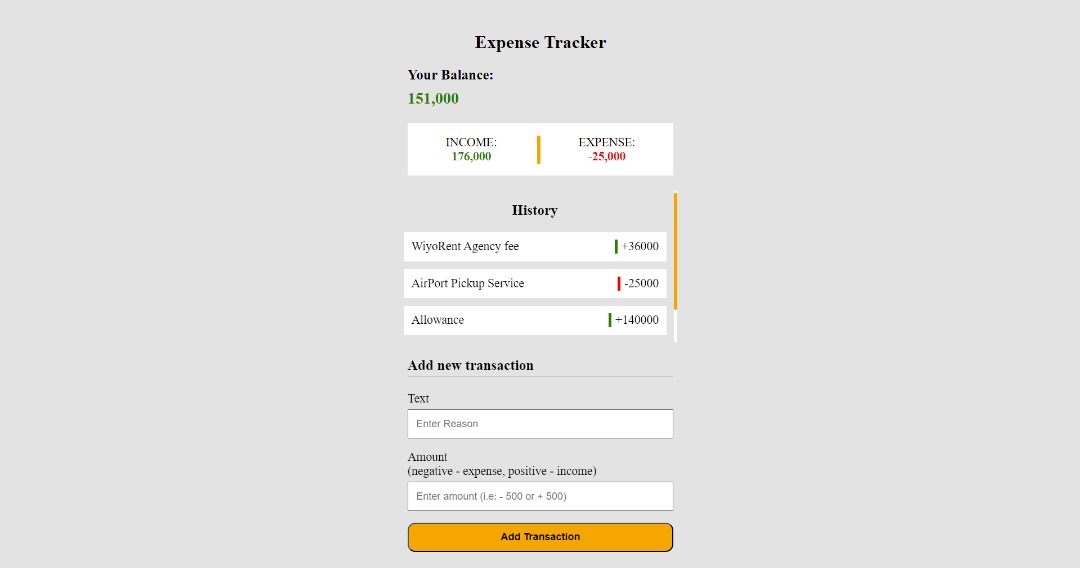 Expense Tracker
Your Balance:
151,000
INCOME:
176,000
EXPENSE:
-25,000
History
WiyoRent Agency fee +36000
AirPort Pickup Service -25000
Allowance +140000
Add new transaction
Text
Enter Reason
Amount
(negative - expense, positive - income)
Enter amount (i.e: - 500 or + 500)
Add Transaction